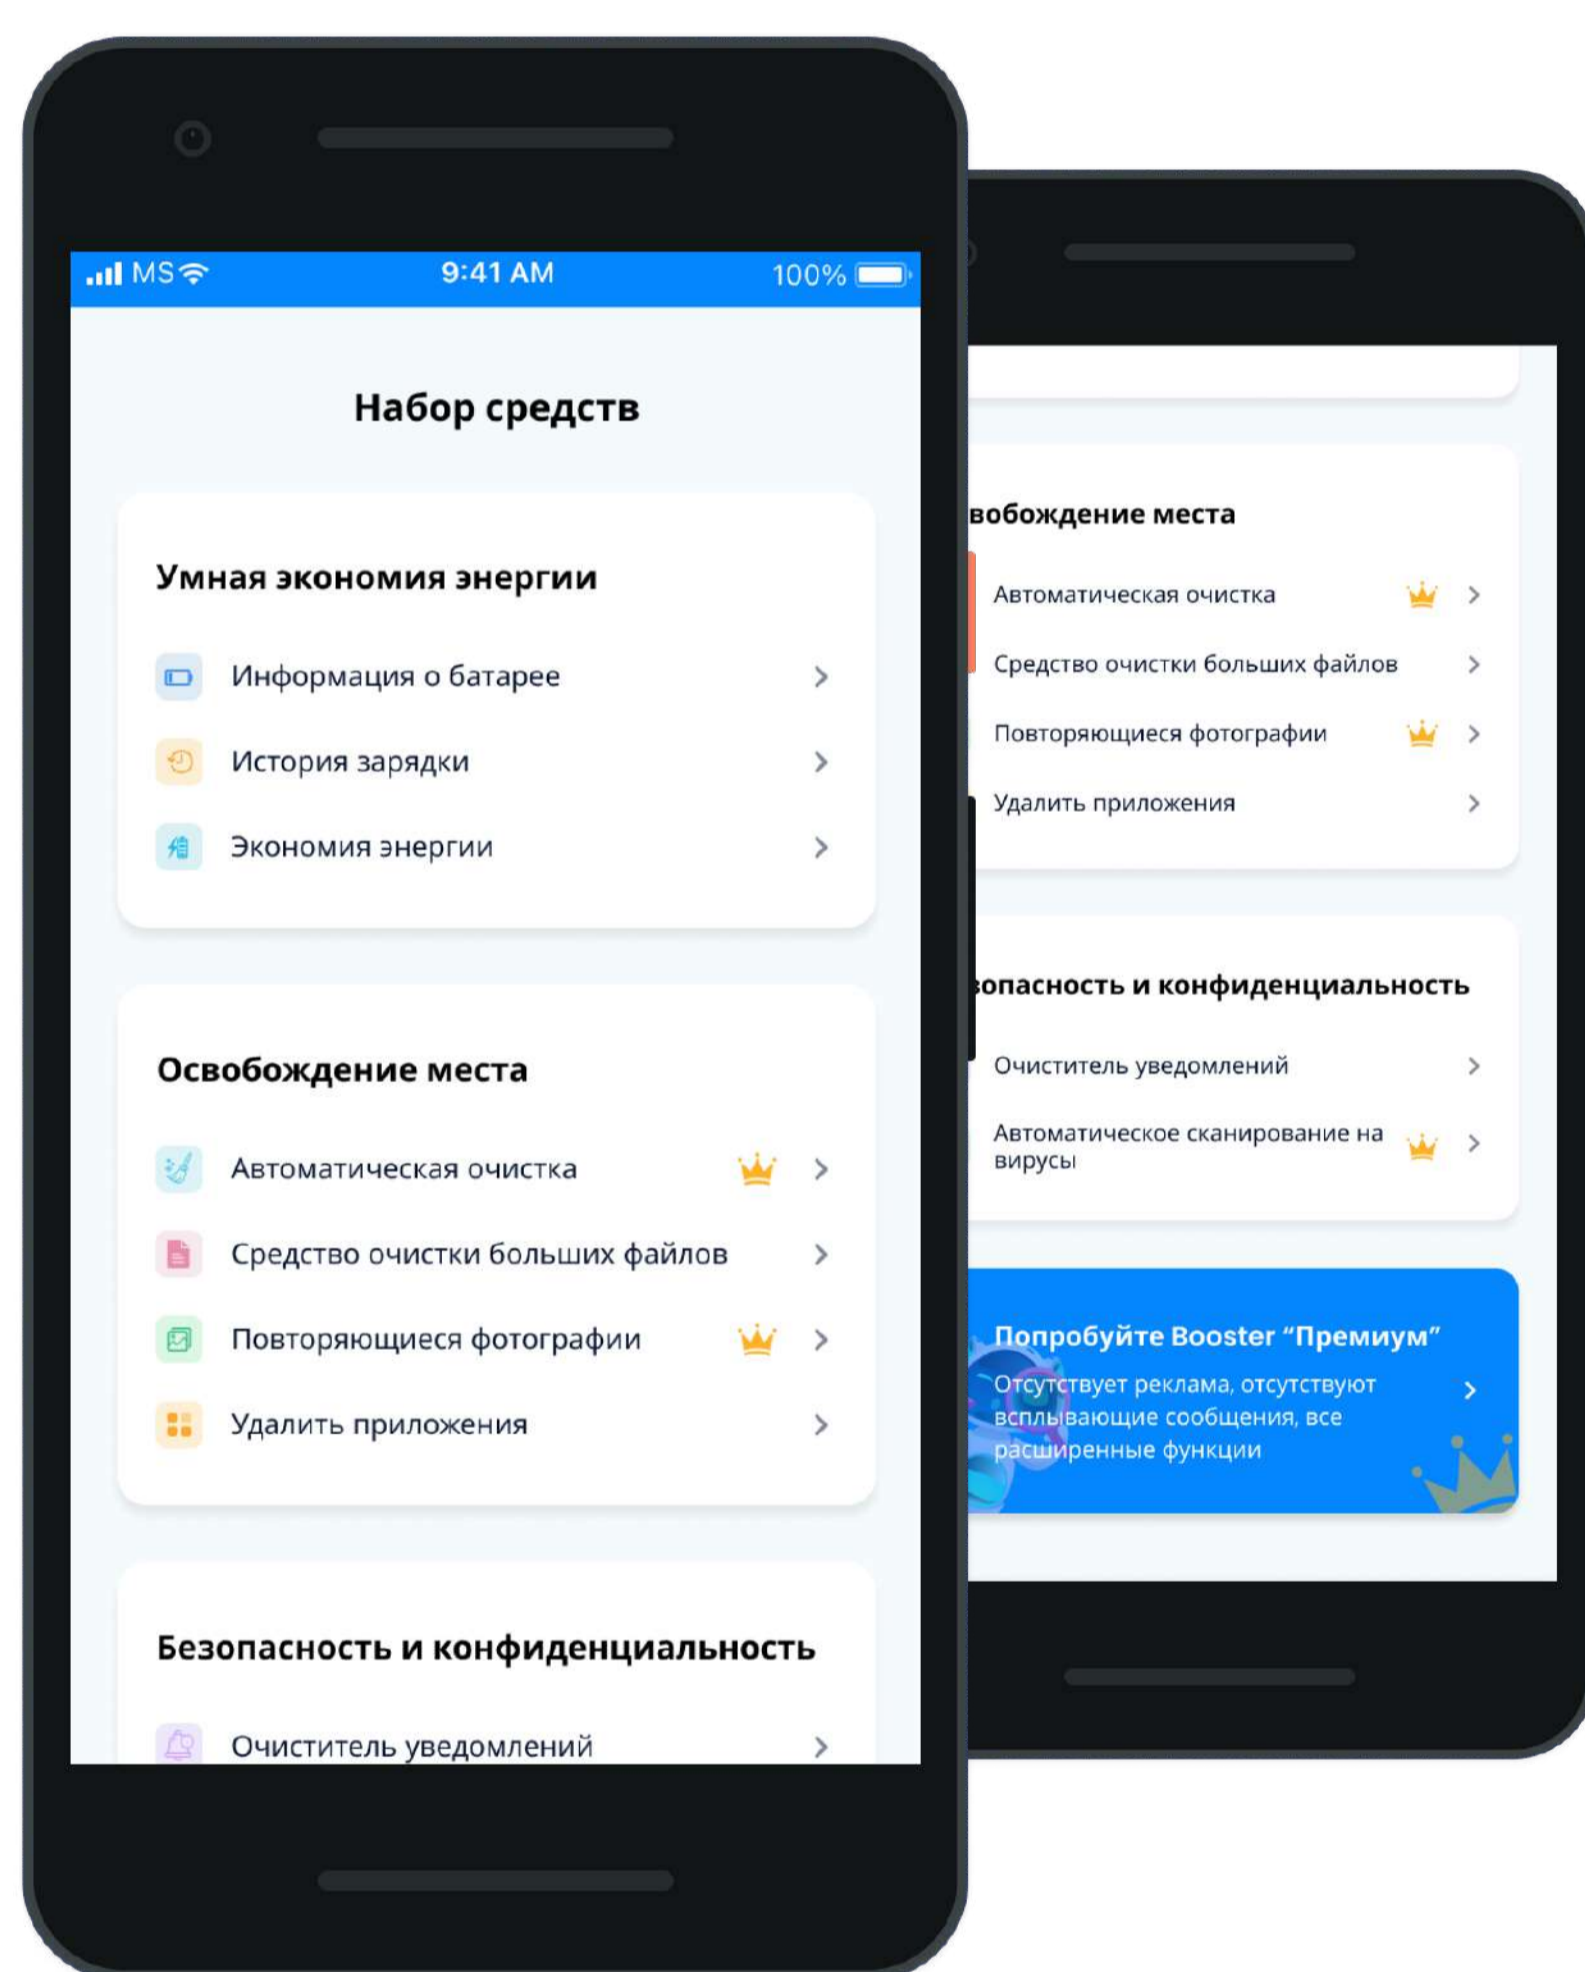 MS
9:41 AM
100%
Набор средств
Умная экономия энергии
Информация о батарее
История зарядки
Экономия энергии
Освобождение места
Автоматическая очистка
Средство очистки больших файлов
Повторяющиеся фотографии
Удалить приложения
Безопасность и конфиденциальность
Очиститель уведомлений
вобождение места
Автоматическая очистка
Средство очистки больших файлов
Повторяющиеся фотографии
Удалить приложения
зопасность и конфиденциальность
Очиститель уведомлений
Автоматическое сканирование на
вирусы
Попробуйте Booster “Премиум”
Отсутствует реклама, отсутствуют
всплывающие сообщения, все
расширенные функции